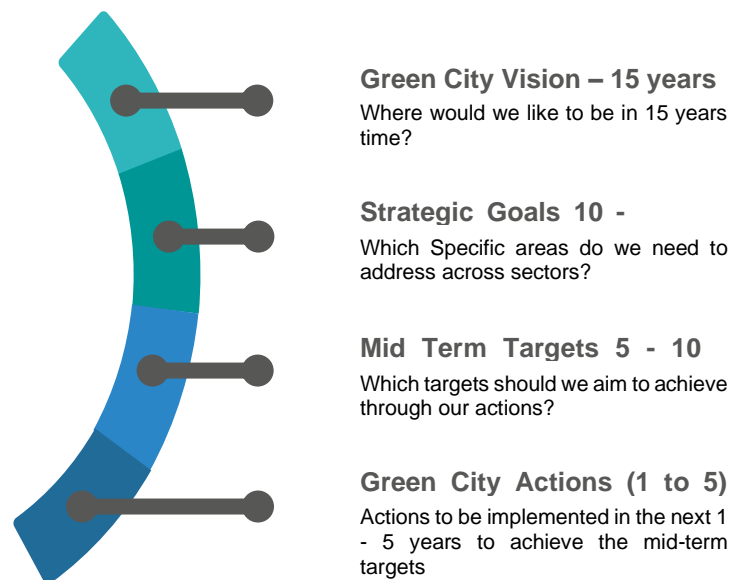 Green City Vision – 15 years
Where would we like to be in 15 years
time?
Strategic Goals 10 -
Which Specific areas do we need to
address across sectors?
Mid Term Targets 5 - 10
Which targets should we aim to achieve
through our actions?
Green City Actions (1 to 5)
Actions to be implemented in the next 1
- 5 years to achieve the mid-term
targets